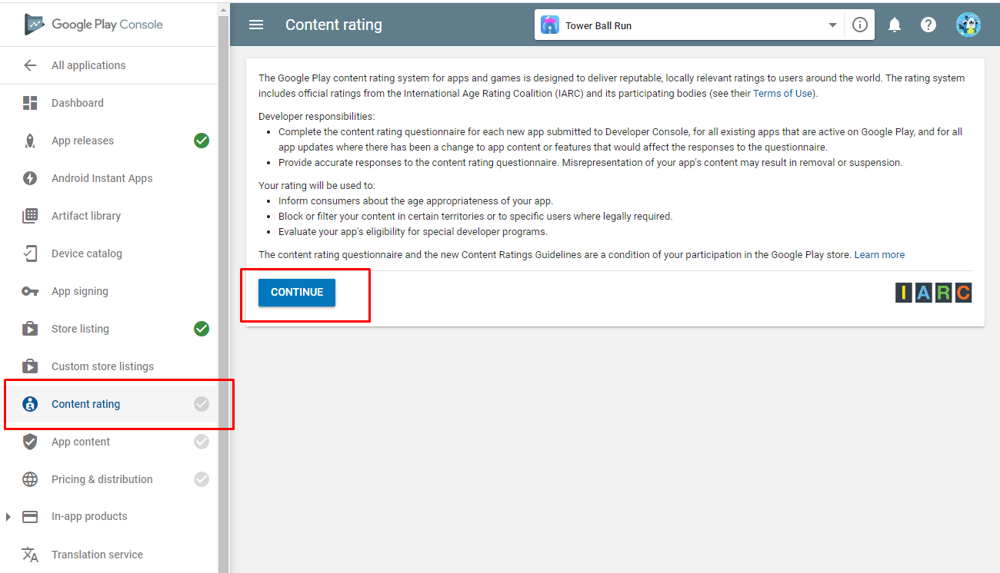 Google Play Console
Content rating
Tower Ball Run
All applications
Dashboard
App releases
Android Instant Apps
Artifact library
Device catalog
App signing
Store listing
Custom store listings
Content rating
App content
Pricing & distribution
In-app products
Translation service
The Google Play content rating system for apps and games is designed to deliver reputable, locally relevant ratings to users around the world. The rating system
includes official ratings from the International Age Rating Coalition (IARC) and its participating bodies (see their Terms of Use).
Developer responsibilities:
• Complete the content rating questionnaire for each new app submitted to Developer Console, for all existing apps that are active on Google Play, and for all
app updates where there has been a change to app content or features that would affect the responses to the questionnaire.
• Provide accurate responses to the content rating questionnaire. Misrepresentation of your app's content may result in removal or suspension.
Your rating will be used to:
• Inform consumers about the age appropriateness of your app.
• Block or filter your content in certain territories or to specific users where legally required.
• Evaluate your app's eligibility for special developer programs.
The content rating questionnaire and the new Content Ratings Guidelines are a condition of your participation in the Google Play store. Learn more
CONTINUE
IARC